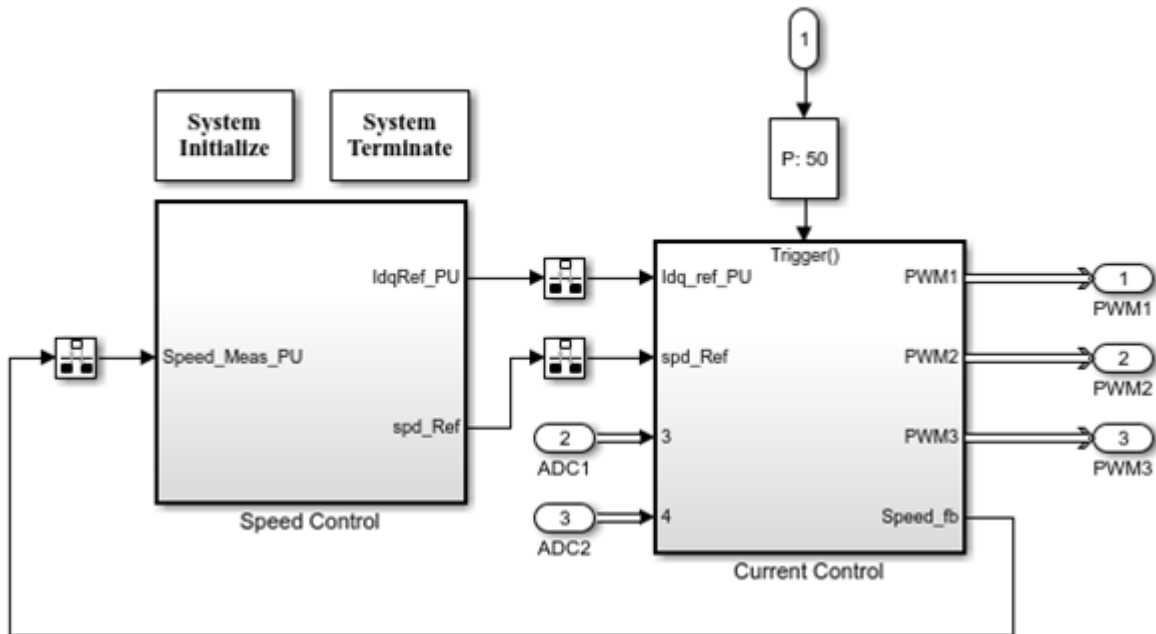 1
System
Initialize
System
Terminate
P: 50
Trigger()
IdqRef_PU
Speed_Meas_PU
spd_Ref
Speed Control
Idq_ref_PU
spd_Ref
3
4
2
ADC1
3
ADC2
PWM1
PWM2
PWM3
Speed_fb
Current Control
1
PWM1
2
PWM2
3
PWM3